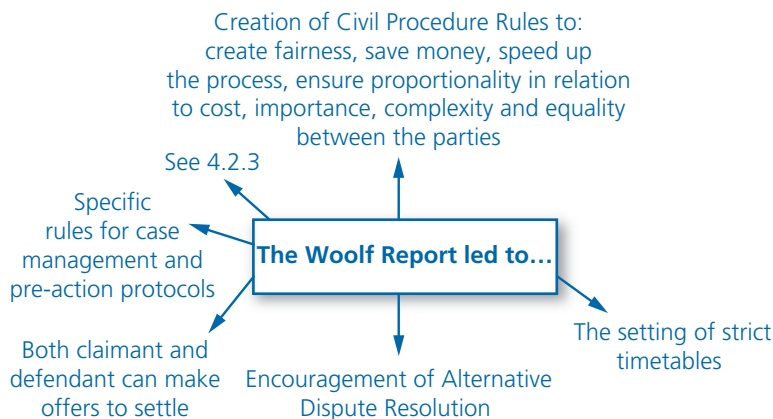 Creation of Civil Procedure Rules to:
create fairness, save money, speed up
the process, ensure proportionality in relation
to cost, importance, complexity and equality
between the parties
See 4.2.3
Specific
rules for case
management and
pre-action protocols
The Woolf Report led to…
Both claimant and
defendant can make
offers to settle
Encouragement of Alternative
Dispute Resolution
The setting of strict
timetables